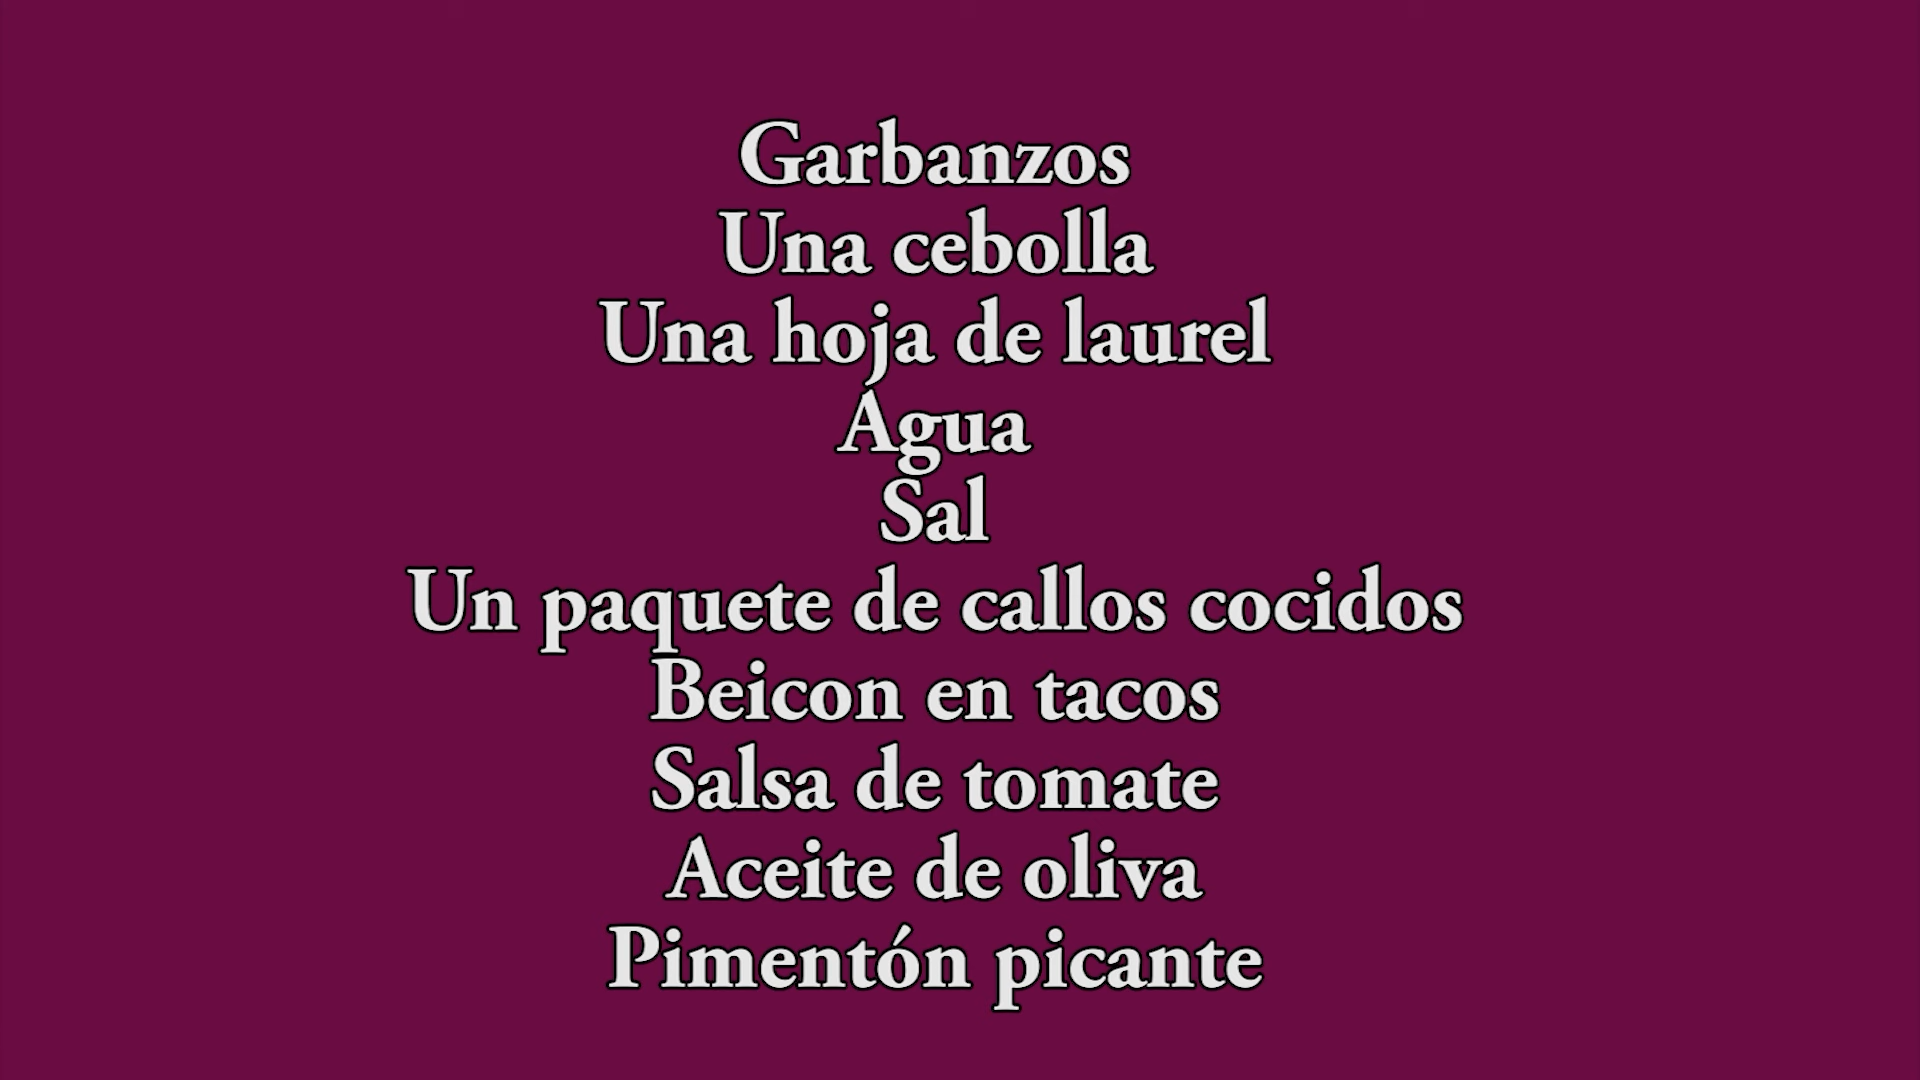 Garbanzos
Una cebolla
Una hoja de laurel
Agua
Sal
Un paquete de callos cocidos
Beicon en tacos
Salsa de tomate
Aceite de oliva
Pimentón picante